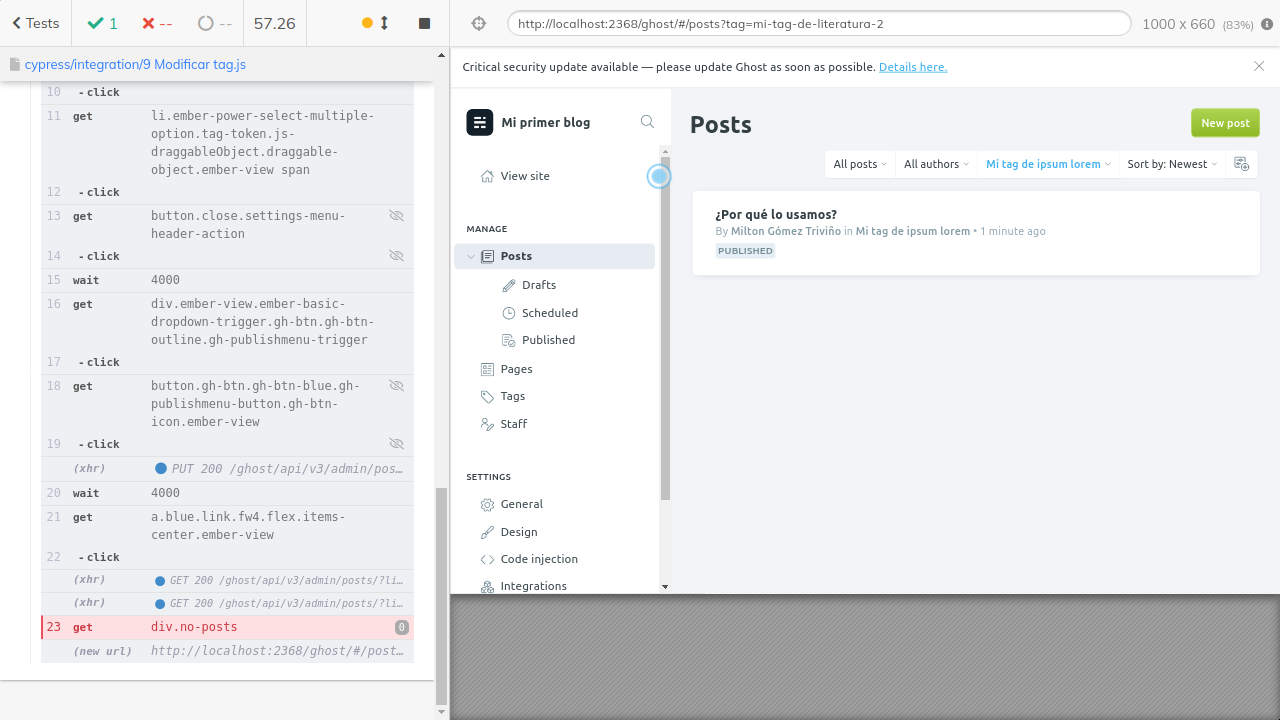 Tests
1
--
--
57.26
cypress/integration/9 Modificar tag.js
10 - click
11 get li.ember-power-select-multiple-
option.tag-token.js-
draggableObject.draggable-
object.ember-view span
12 - click
13 get button.close.settings-menu-
header-action
14 - click
15 wait 4000
16 get div.ember-view.ember-basic-
dropdown-trigger.gh-btn.gh-btn-
outline.gh-publishmenu-trigger
17 - click
18 get button.gh-btn.gh-btn-blue.gh-
publishmenu-button.gh-btn-
icon.ember-view
19 - click
(xhr) PUT 200 /ghost/api/v3/admin/pos…
20 wait 4000
21 get a.blue.link.fw4.flex.items-
center.ember-view
22 - click
(xhr) GET 200 /ghost/api/v3/admin/posts/?li…
(xhr) GET 200 /ghost/api/v3/admin/posts/?li…
23 get div.no-posts 0
(new url) http://localhost:2368/ghost/#/post…
http://localhost:2368/ghost/#/posts?tag=mi-tag-de-literatura-2
1000 x 660 (83%)
Critical security update available — please update Ghost as soon as possible. Details here.
Mi primer blog
View site
MANAGE
Posts
Drafts
Scheduled
Published
Pages
Tags
Staff
SETTINGS
General
Design
Code injection
Integrations
Posts
New post
All posts
All authors
Mi tag de ipsum lorem
Sort by: Newest
¿Por qué lo usamos?
By Milton Gómez Triviño in Mi tag de ipsum lorem • 1 minute ago
PUBLISHED